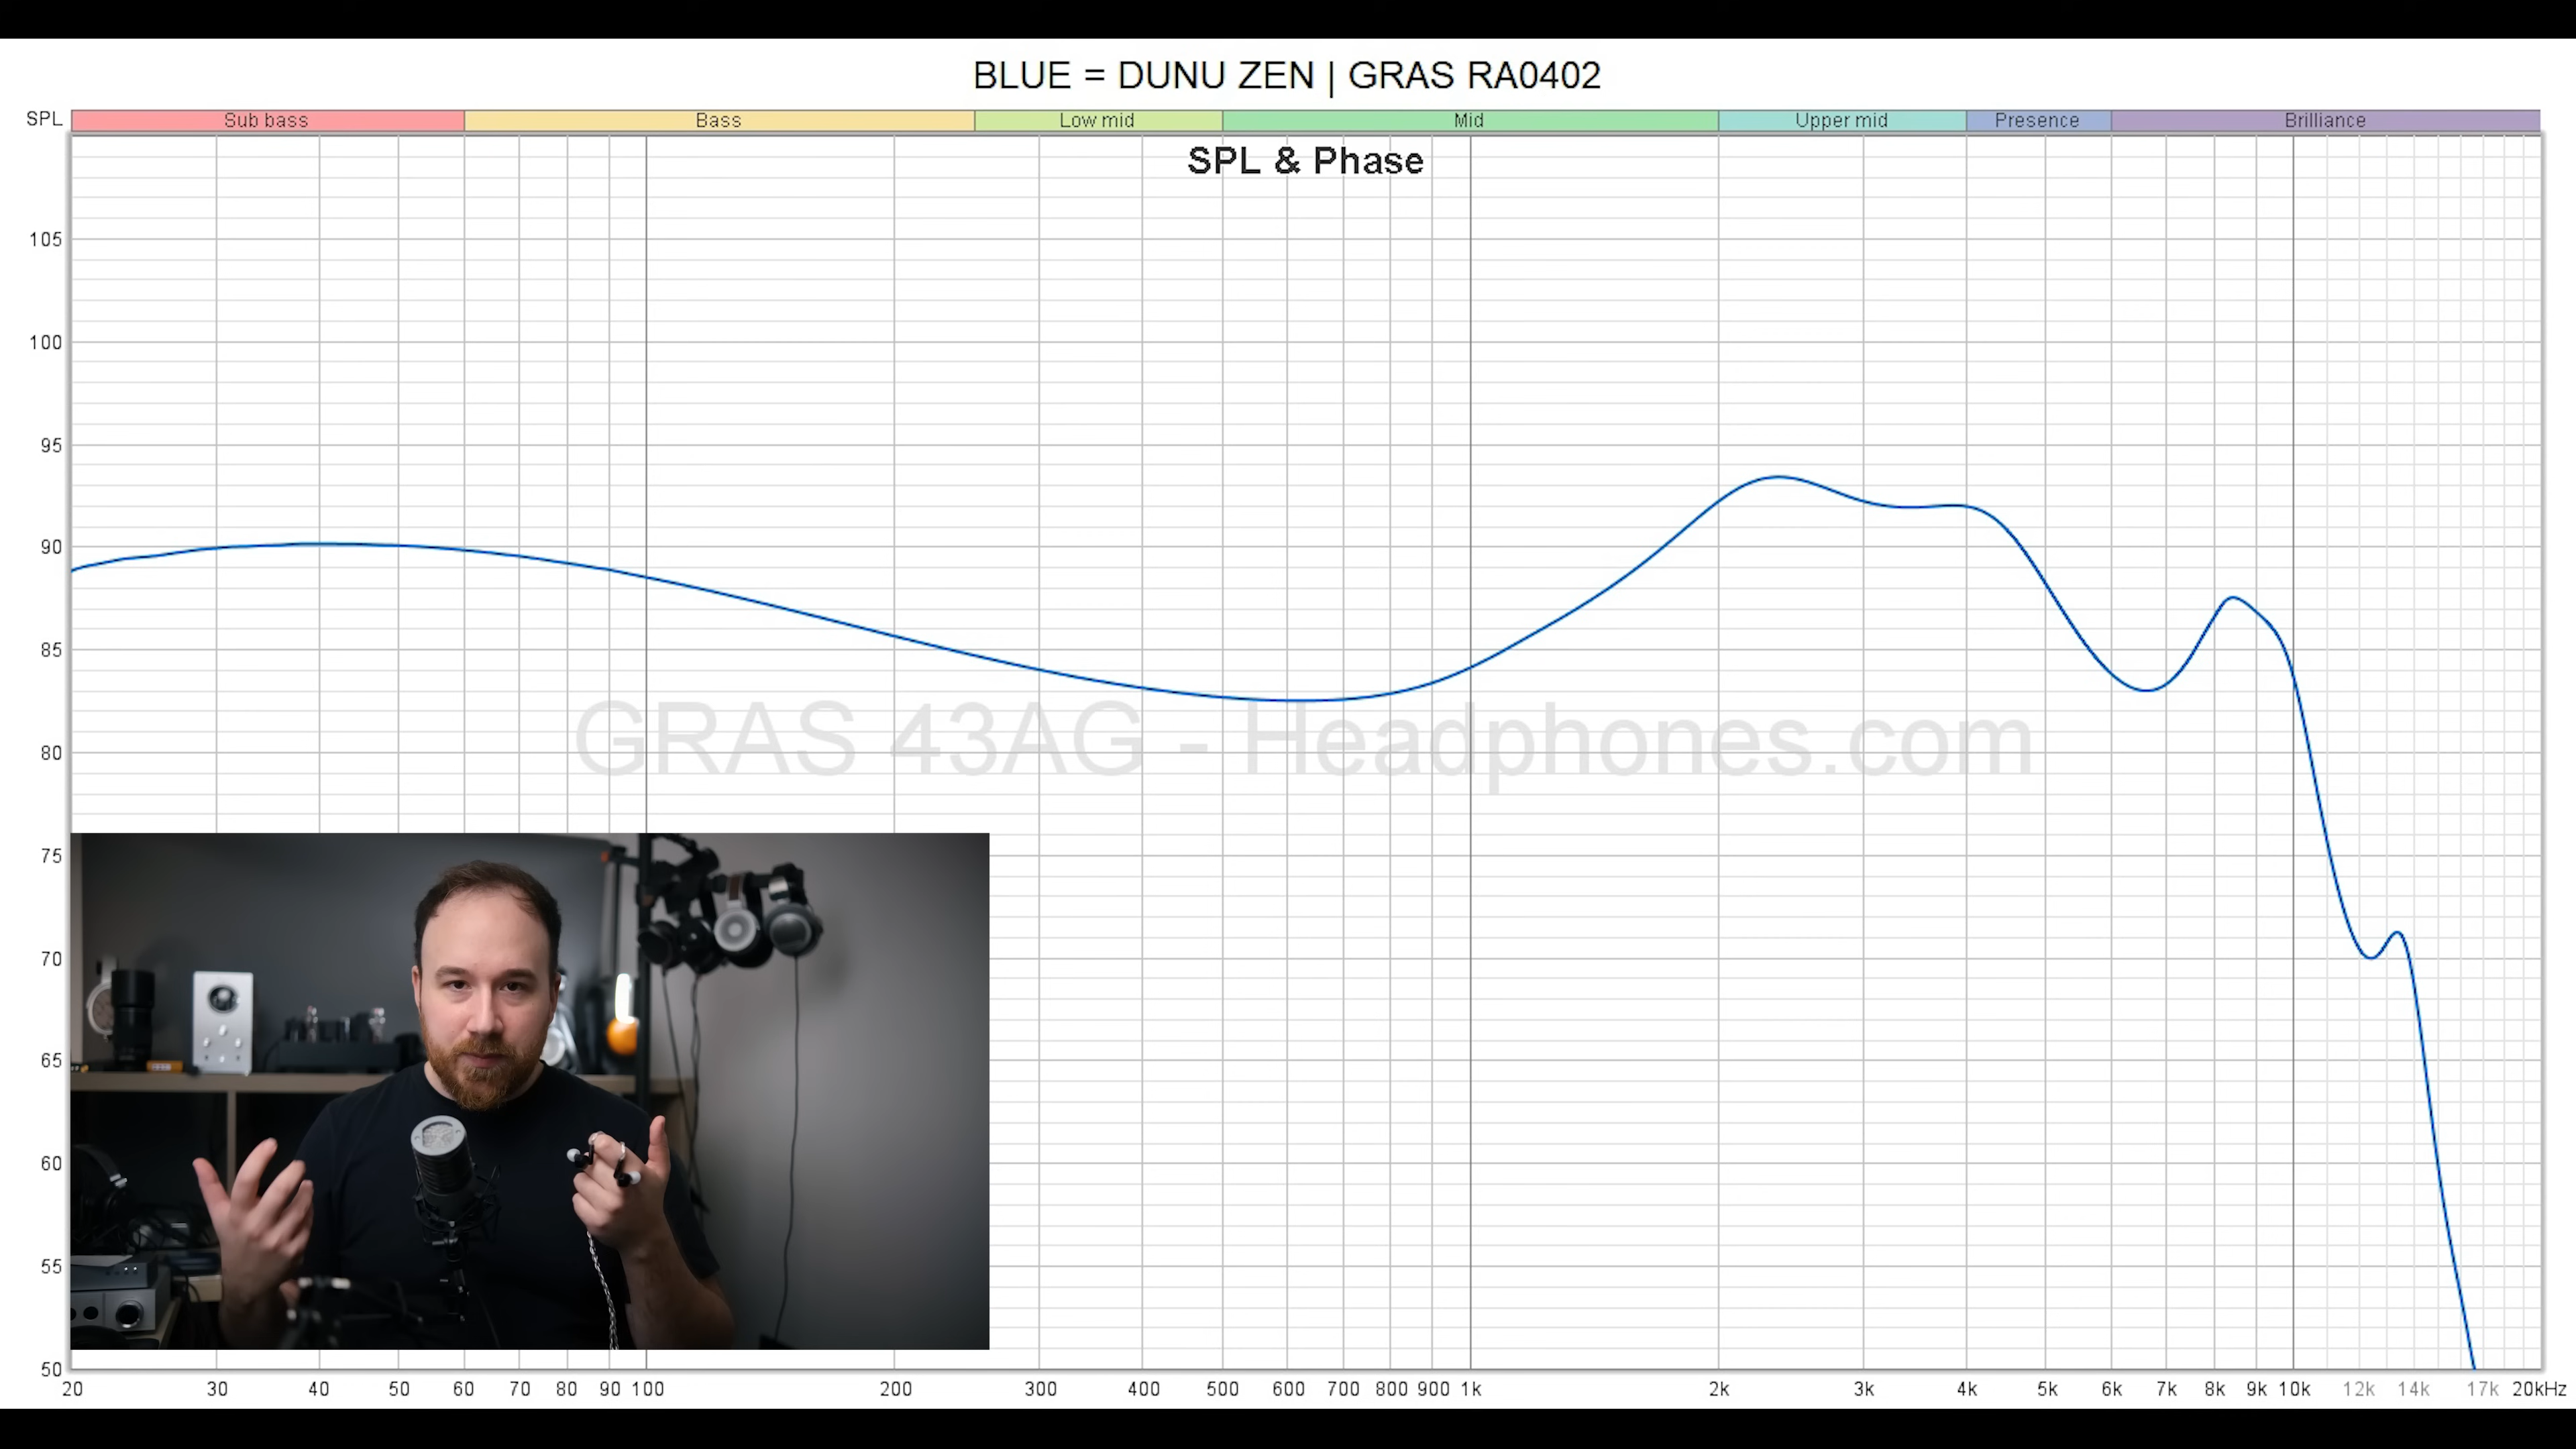 BLUE = DUNU ZEN | GRAS RA0402
SPL Sub bass Bass Low mid Mid Upper mid Presence Brilliance
SPL & Phase
105
100
95
90
85
GRAS 43AG - Headphones.com
80
75
70
65
60
55
50
20 30 40 50 60 70 80 90 100 200 300 400 500 600 700 800 900 1k 2k 3k 4k 5k 6k 7k 8k 9k 10k 12k 14k 17k 20kHz